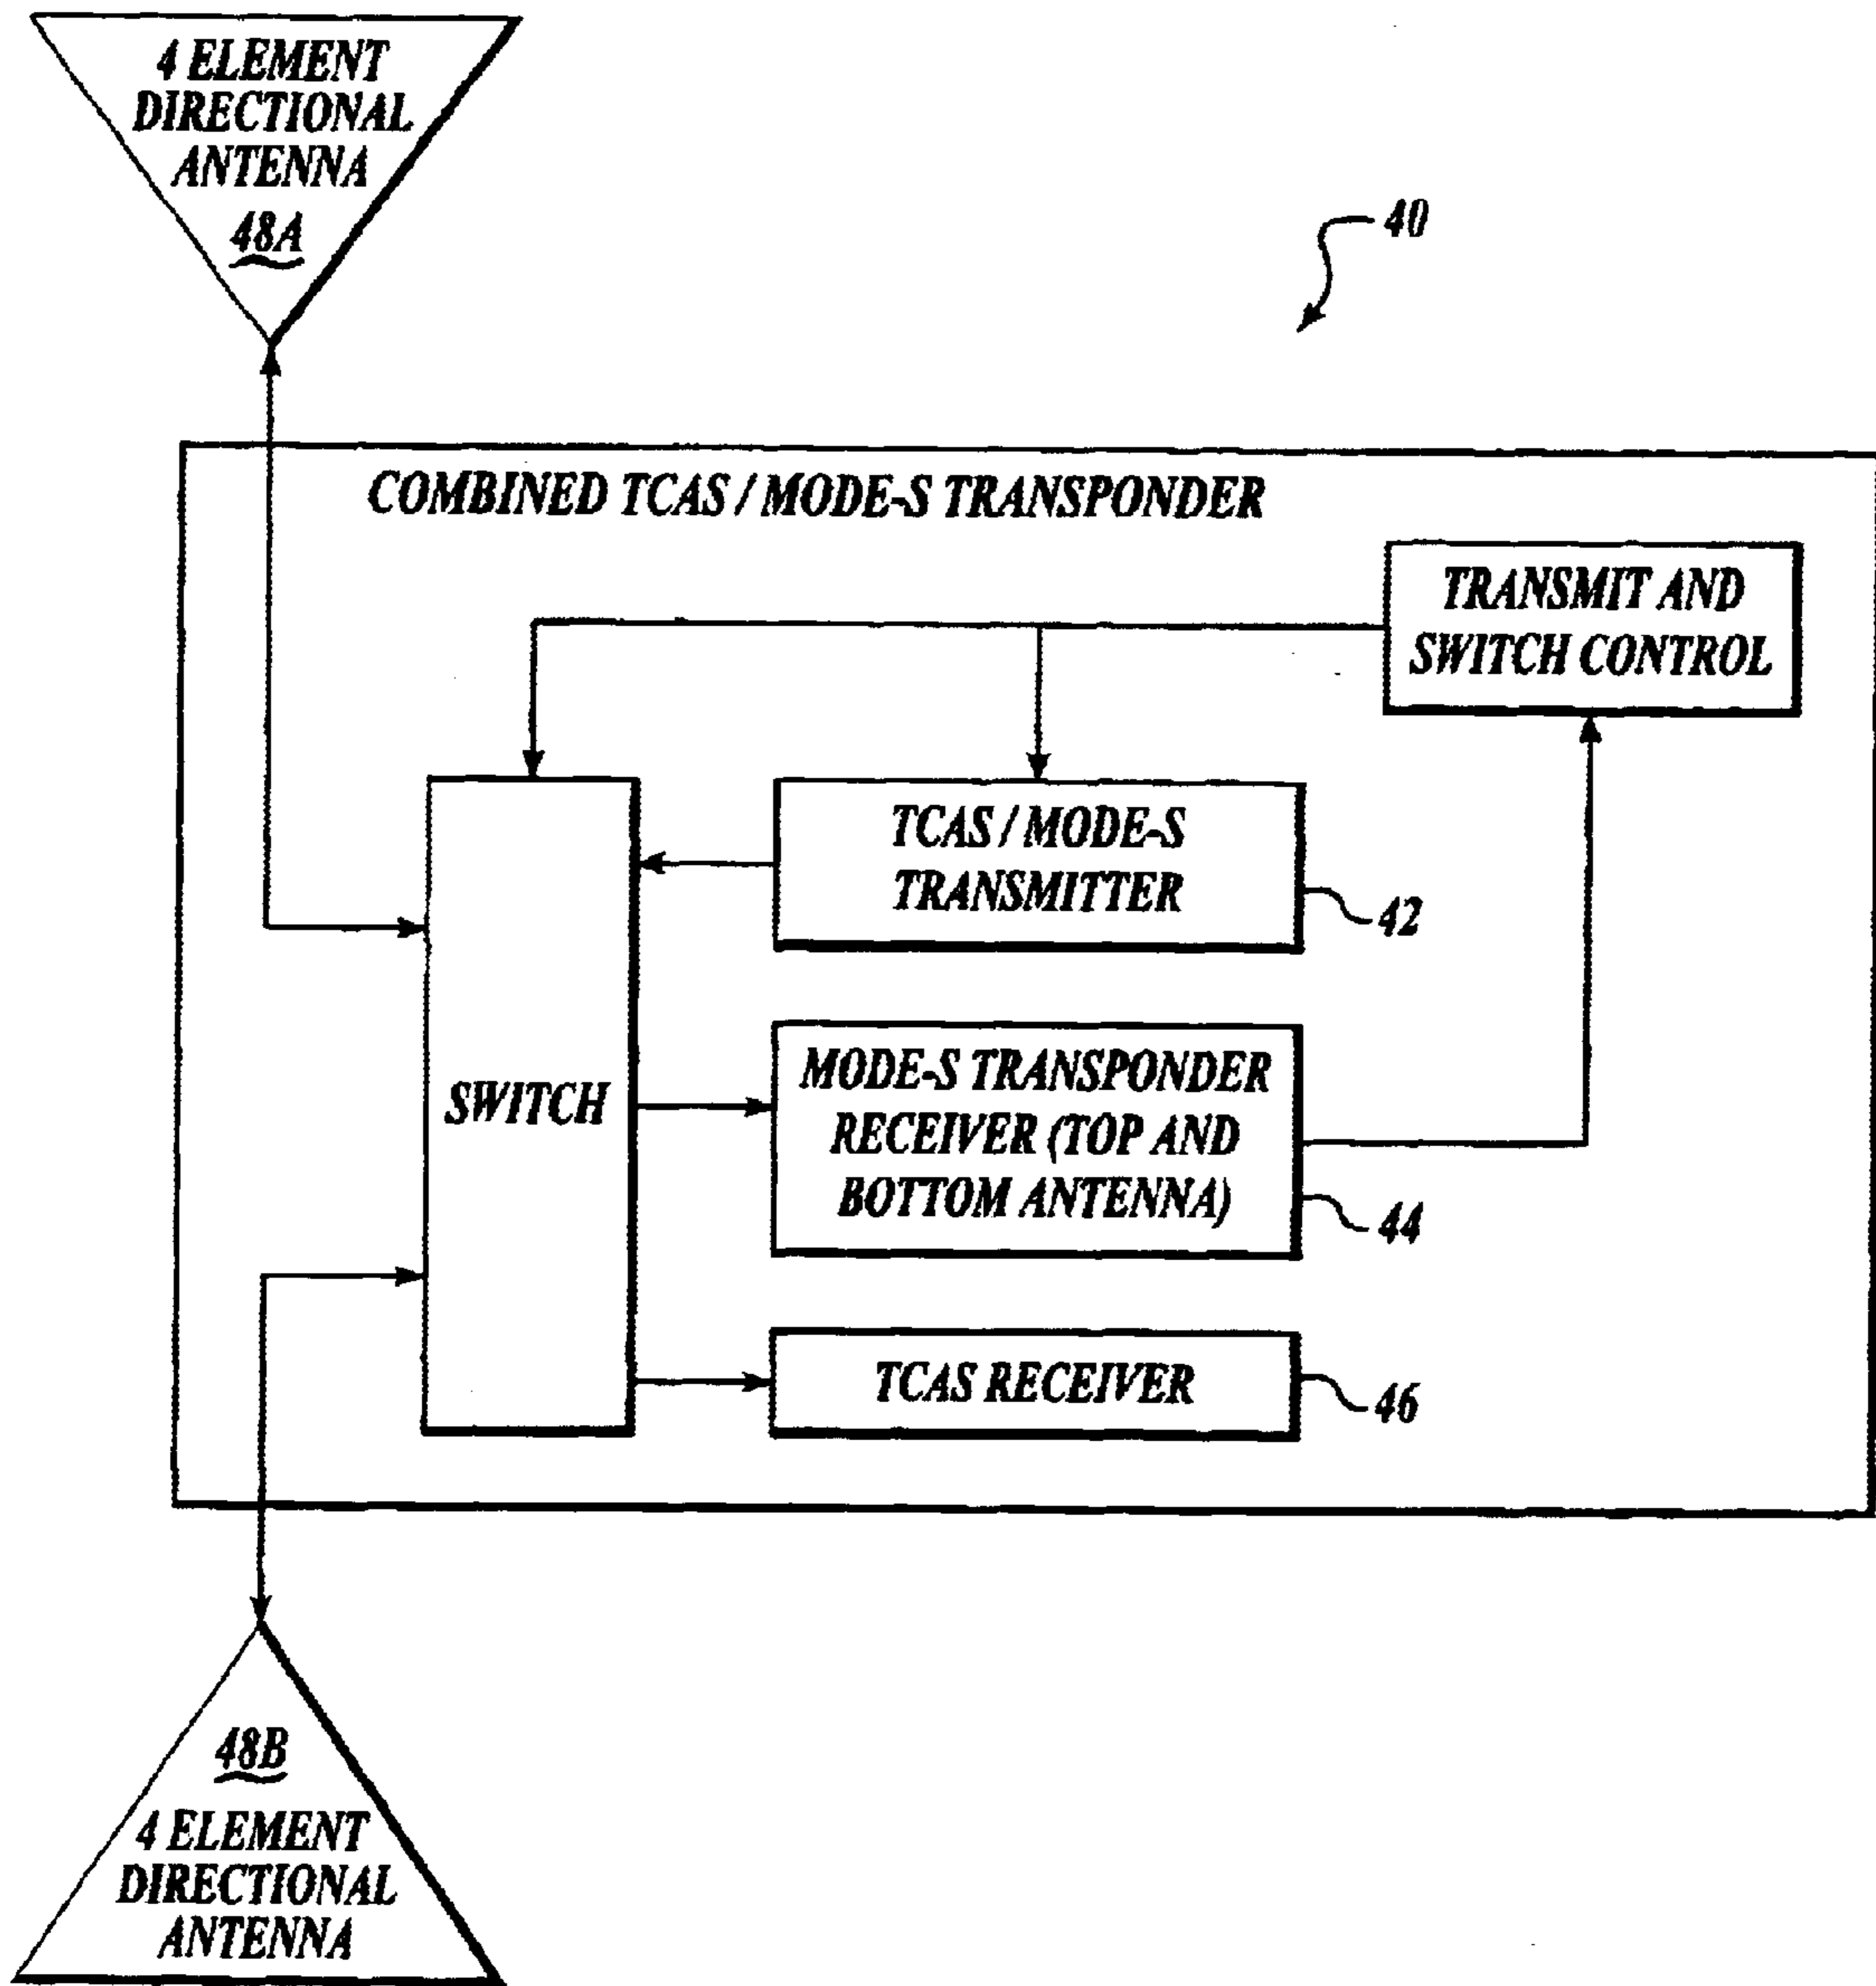 4 ELEMENT
DIRECTIONAL
ANTENNA
48A
40
COMBINED TCAS / MODE-S TRANSPONDER
TRANSMIT AND
SWITCH CONTROL
TCAS / MODE-S
TRANSMITTER
42
SWITCH
MODE-S TRANSPONDER
RECEIVER (TOP AND
BOTTOM ANTENNA)
44
TCAS RECEIVER
46
48B
4 ELEMENT
DIRECTIONAL
ANTENNA